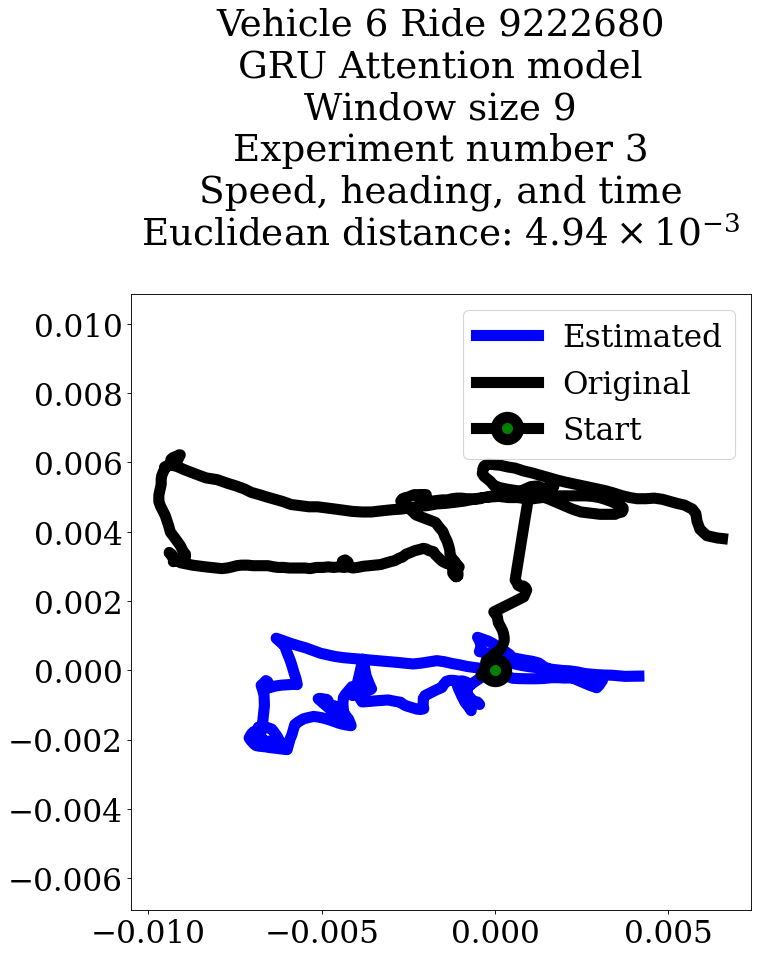 Vehicle 6 Ride 9222680
GRU Attention model
Window size 9
Experiment number 3
Speed, heading, and time
Euclidean distance: 4.94 × 10⁻³
Estimated
Original
Start
0.010
0.008
0.006
0.004
0.002
0.000
−0.002
−0.004
−0.006
−0.010 −0.005 0.000 0.005